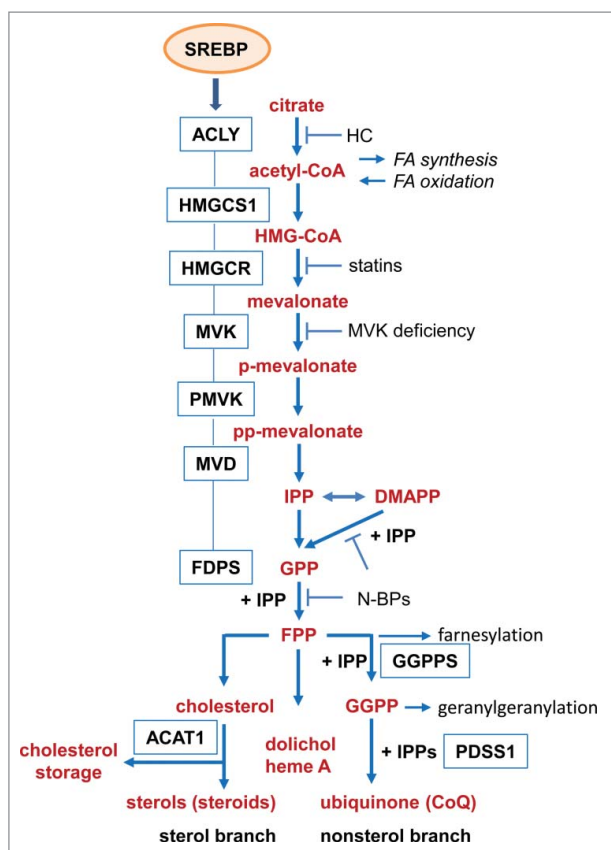 SREBP
citrate
ACLY
HC
acetyl-CoA
FA synthesis
FA oxidation
HMGCS1
HMG-CoA
HMGCR
statins
mevalonate
MVK
MVK deficiency
p-mevalonate
PMVK
pp-mevalonate
MVD
IPP
DMAPP
+ IPP
FDPS
GPP
+ IPP
N-BPs
FPP
farnesylation
+ IPP
GGPPS
cholesterol
GGPP
geranylgeranylation
ACAT1
cholesterol
storage
dolichol
heme A
+ IPPs
PDSS1
sterols (steroids)
ubiquinone (CoQ)
sterol branch
nonsterol branch